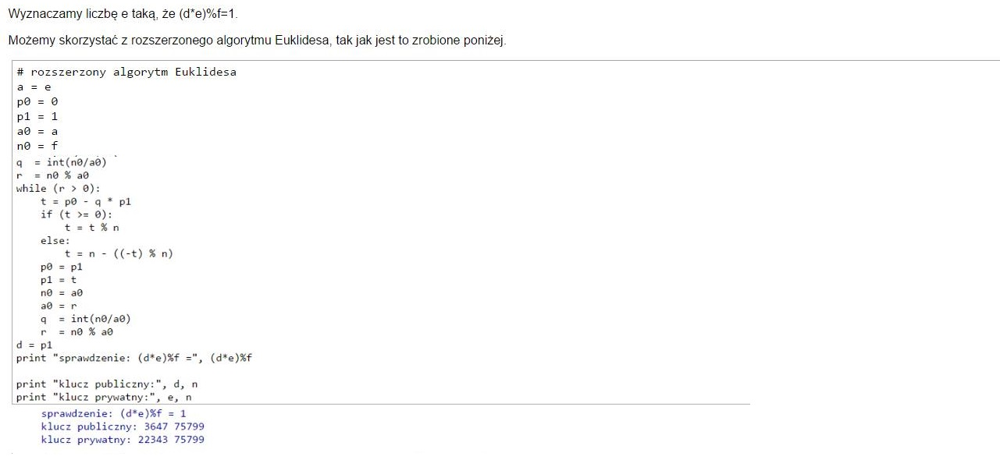 Wyznaczamy liczbę e taką, że (d*e)%f=1.
Możemy skorzystać z rozszerzonego algorytmu Euklidesa, tak jak jest to zrobione poniżej.
# rozszerzony algorytm Euklidesa
a = e
p0 = 0
p1 = 1
a0 = a
n0 = f
q  = int(n0/a0)
r  = n0 % a0
while (r > 0):
    t = p0 - q * p1
    if (t >= 0):
        t = t % n
    else:
        t = n - ((-t) % n)
    p0 = p1
    p1 = t
    n0 = a0
    a0 = r
    q  = int(n0/a0)
    r  = n0 % a0
d = p1
print "sprawdzenie: (d*e)%f =", (d*e)%f
print "klucz publiczny:", d, n
print "klucz prywatny:", e, n
sprawdzenie: (d*e)%f = 1
klucz publiczny: 3647 75799
klucz prywatny: 22343 75799